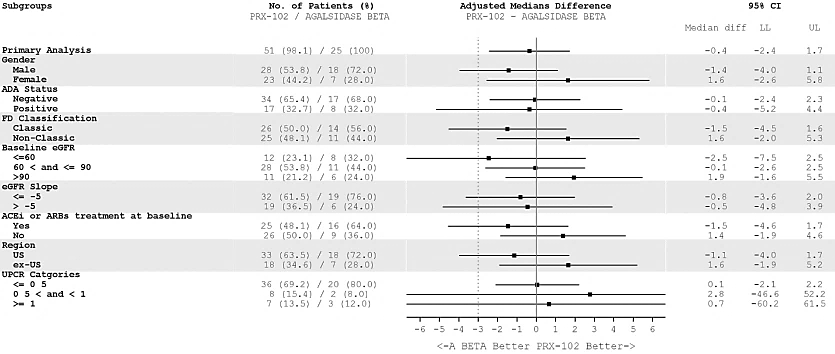 Subgroups No. of Patients (%) Adjusted Medians Difference 95% CI
PRX-102 / AGALSIDASE BETA PRX-102 - AGALSIDASE BETA
Median diff LL UL
Primary Analysis 51 (98.1) / 25 (100) -0.4 -2.4 1.7
Gender
Male 28 (53.8) / 18 (72.0) -1.4 -4.0 1.1
Female 23 (44.2) / 7 (28.0) 1.6 -2.6 5.8
ADA Status
Negative 34 (65.4) / 17 (68.0) -0.1 -2.4 2.3
Positive 17 (32.7) / 8 (32.0) -0.4 -5.2 4.4
FD Classification
Classic 26 (50.0) / 14 (56.0) -1.5 -4.5 1.6
Non-Classic 25 (48.1) / 11 (44.0) 1.6 -2.0 5.3
Baseline eGFR
<=60 12 (23.1) / 8 (32.0) -2.5 -7.5 2.5
60 < and <= 90 28 (53.8) / 11 (44.0) -0.1 -2.6 2.5
>90 11 (21.2) / 6 (24.0) 1.9 -1.6 5.5
eGFR Slope
<= -5 32 (61.5) / 19 (76.0) -0.8 -3.6 2.0
> -5 19 (36.5) / 6 (24.0) -0.5 -4.8 3.9
ACEi or ARBs treatment at baseline
Yes 25 (48.1) / 16 (64.0) -1.5 -4.6 1.7
No 26 (50.0) / 9 (36.0) 1.4 -1.9 4.6
Region
US 33 (63.5) / 18 (72.0) -1.1 -4.0 1.7
ex-US 18 (34.6) / 7 (28.0) 1.6 -1.9 5.2
UPCR Catgories
<= 0 5 36 (69.2) / 20 (80.0) 0.1 -2.1 2.2
0 5 < and < 1 8 (15.4) / 2 (8.0) 2.8 -46.6 52.2
>= 1 7 (13.5) / 3 (12.0) 0.7 -60.2 61.5
-6 -5 -4 -3 -2 -1 0 1 2 3 4 5 6
<-A BETA Better PRX-102 Better->